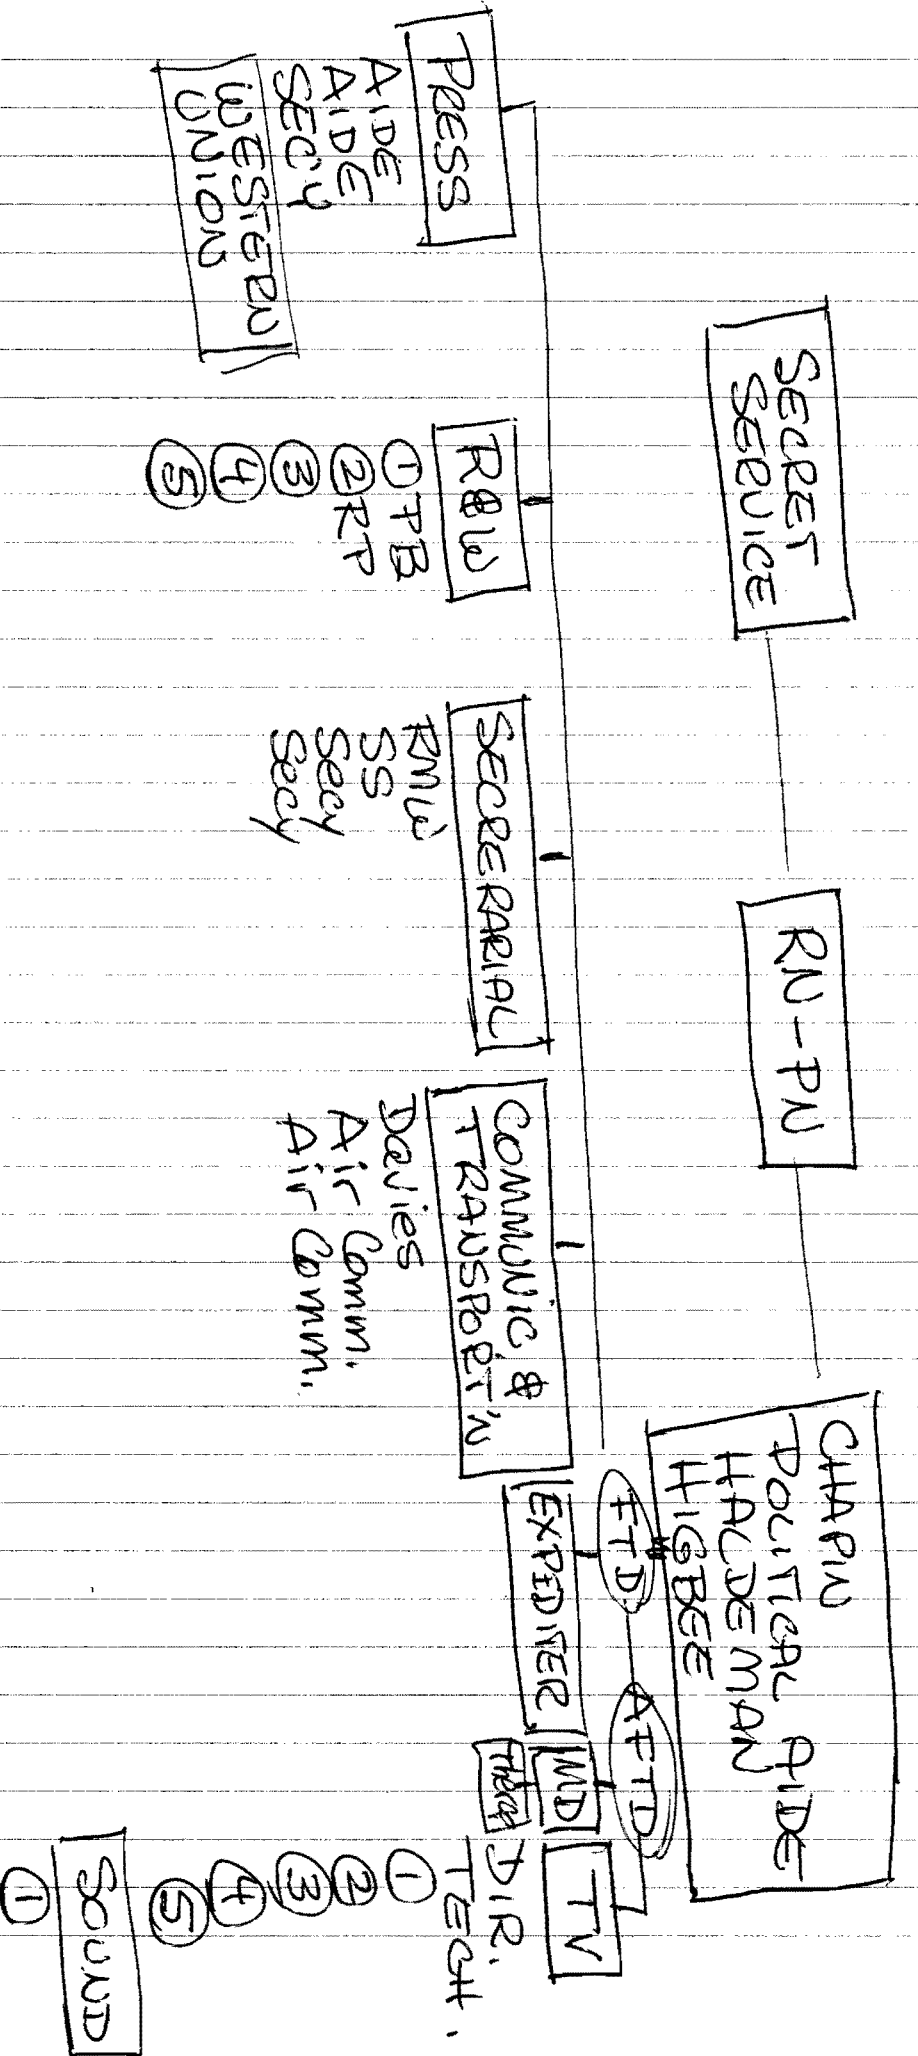 SECRET
SERVICE
RN-PN
CHAPIN
POLITICAL AIDE
HALDEMAN
HIGBEE
FTD
AFTD
PRESS
AIDE
AIDE
SEC'Y
WESTERN
UNION
R&W
① PB
② RP
③
④
⑤
SECRERARIAL
RMW
SS
Secy
Secy
COMMUNIC. &
TRANSPORT'N
Davies
Air Comm.
Air Comm.
EXPIDITER
MD
TV
DIR.
TECH.
①
②
③
④
⑤
SOUND
①